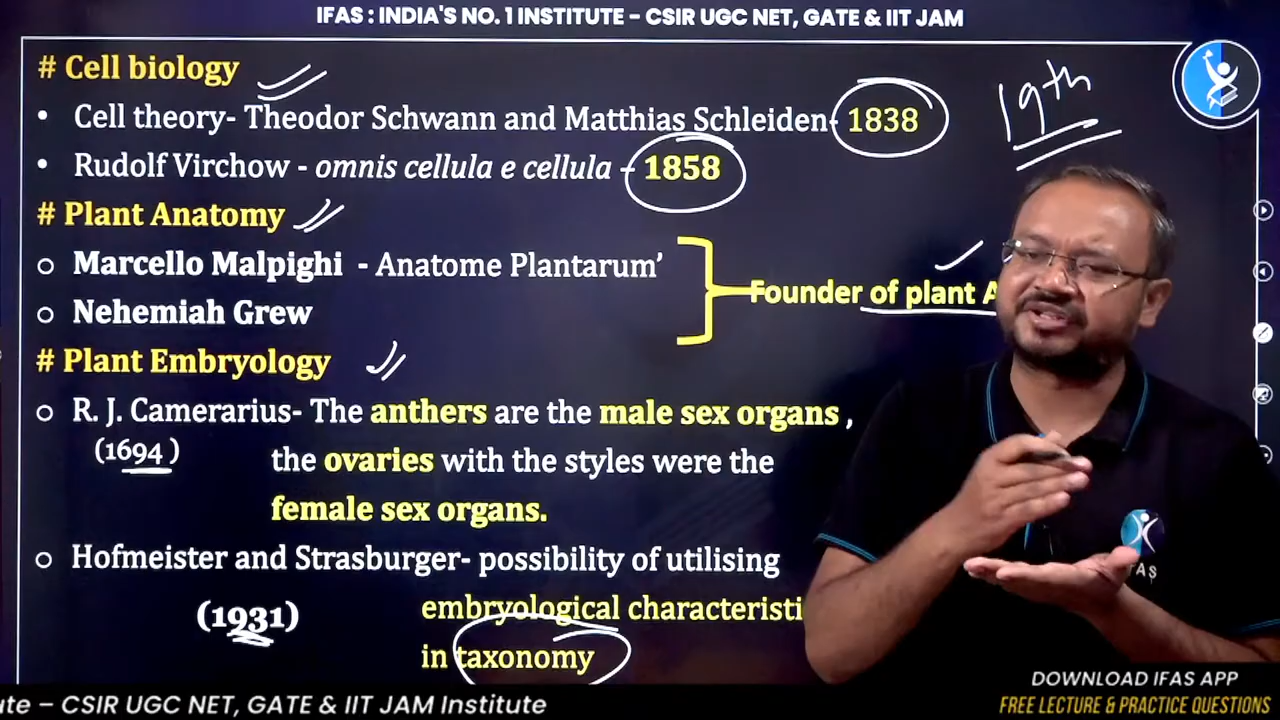 IFAS : INDIA'S NO. 1 INSTITUTE – CSIR UGC NET, GATE & IIT JAM
# Cell biology
19th
• Cell theory- Theodor Schwann and Matthias Schleiden- 1838
• Rudolf Virchow - omnis cellula e cellula – 1858
# Plant Anatomy
o Marcello Malpighi - Anatome Plantarum’
Founder of plant A
o Nehemiah Grew
# Plant Embryology
o R. J. Camerarius- The anthers are the male sex organs ,
(1694 )
the ovaries with the styles were the
female sex organs.
o Hofmeister and Strasburger- possibility of utilising
(1931)
embryological characteristi
in taxonomy
IFAS
DOWNLOAD IFAS APP
FREE LECTURE & PRACTICE QUESTIONS
ute – CSIR UGC NET, GATE & IIT JAM Institute